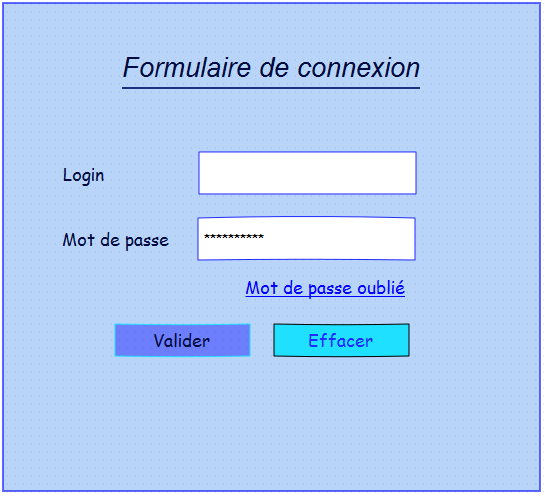 Formulaire de connexion
Login
Mot de passe
**********
Mot de passe oublié
Valider
Effacer